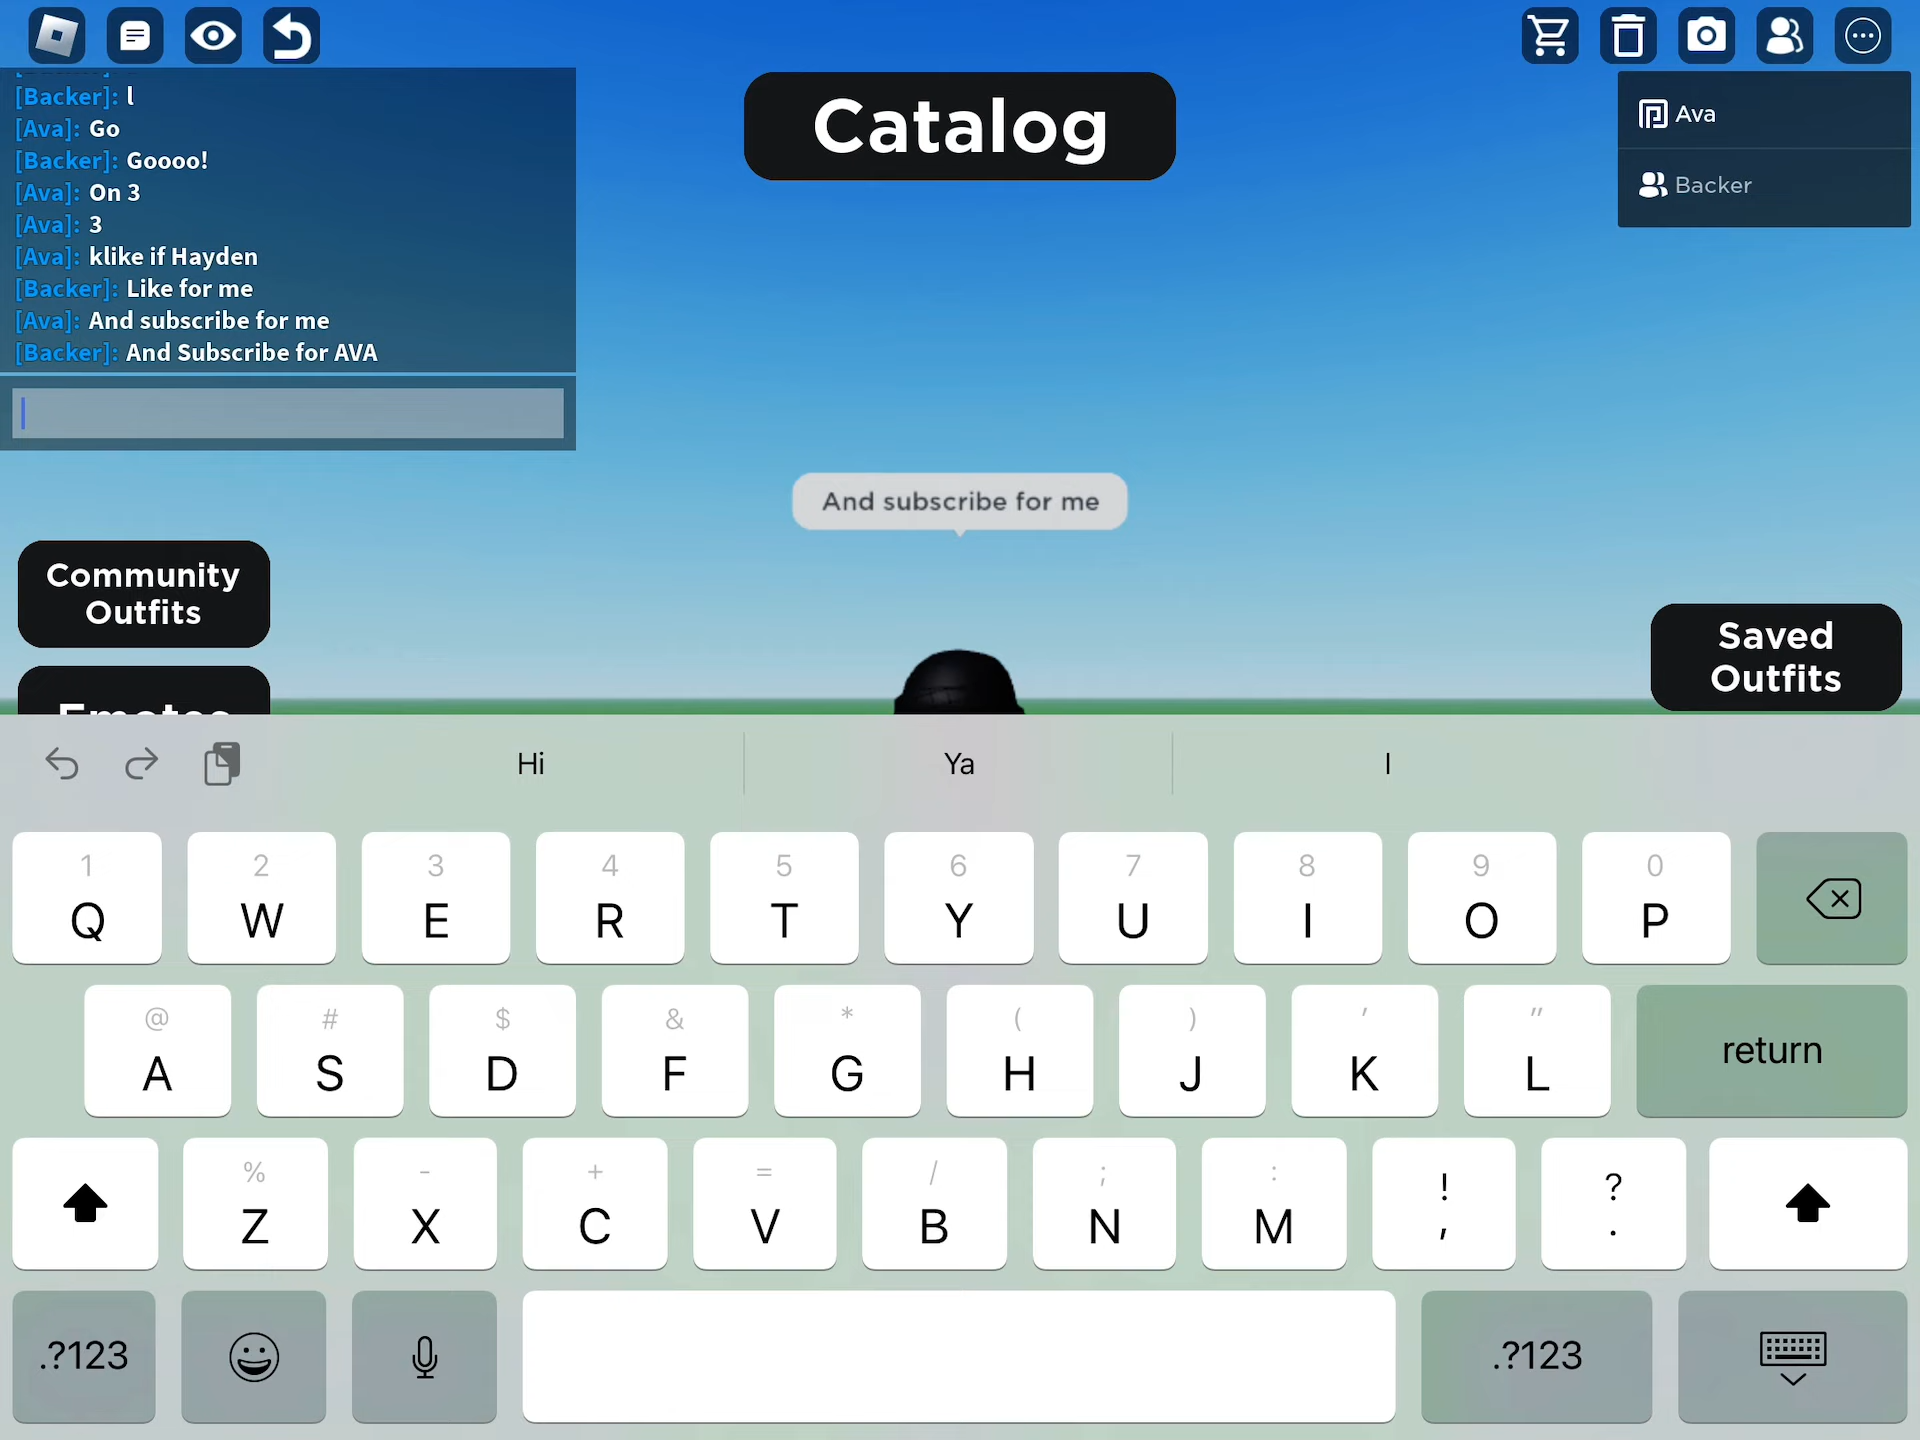 [Backer]: l
[Ava]: Go
[Backer]: Goooo!
[Ava]: On 3
[Ava]: 3
[Ava]: klike if Hayden
[Backer]: Like for me
[Ava]: And subscribe for me
[Backer]: And Subscribe for AVA
Catalog
Ava
Backer
And subscribe for me
Community
Outfits
Emotes
Saved
Outfits
Hi Ya I
1 2 3 4 5 6 7 8 9 0
Q W E R T Y U I O P
@ # $ & * ( ) ' "
A S D F G H J K L return
% - + = / ; : ! ?
Z X C V B N M , .
.?123 .?123